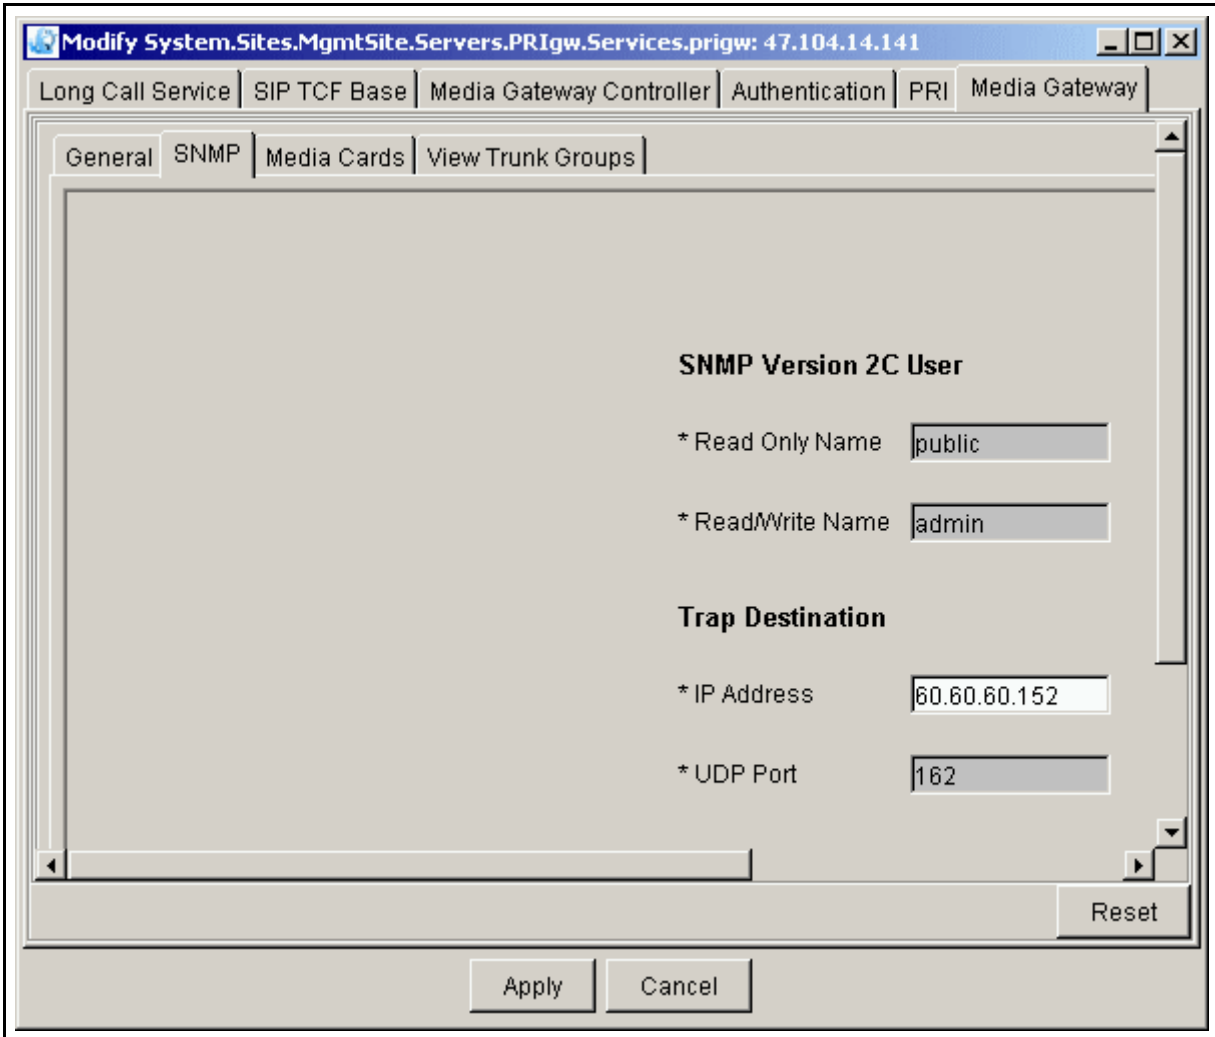 Modify System.Sites.MgmtSite.Servers.PRIgw.Services.prigw: 47.104.14.141
Long Call Service SIP TCF Base Media Gateway Controller Authentication PRI Media Gateway
General SNMP Media Cards View Trunk Groups
SNMP Version 2C User
* Read Only Name public
* Read/Write Name admin
Trap Destination
* IP Address 60.60.60.152
* UDP Port 162
Reset
Apply Cancel